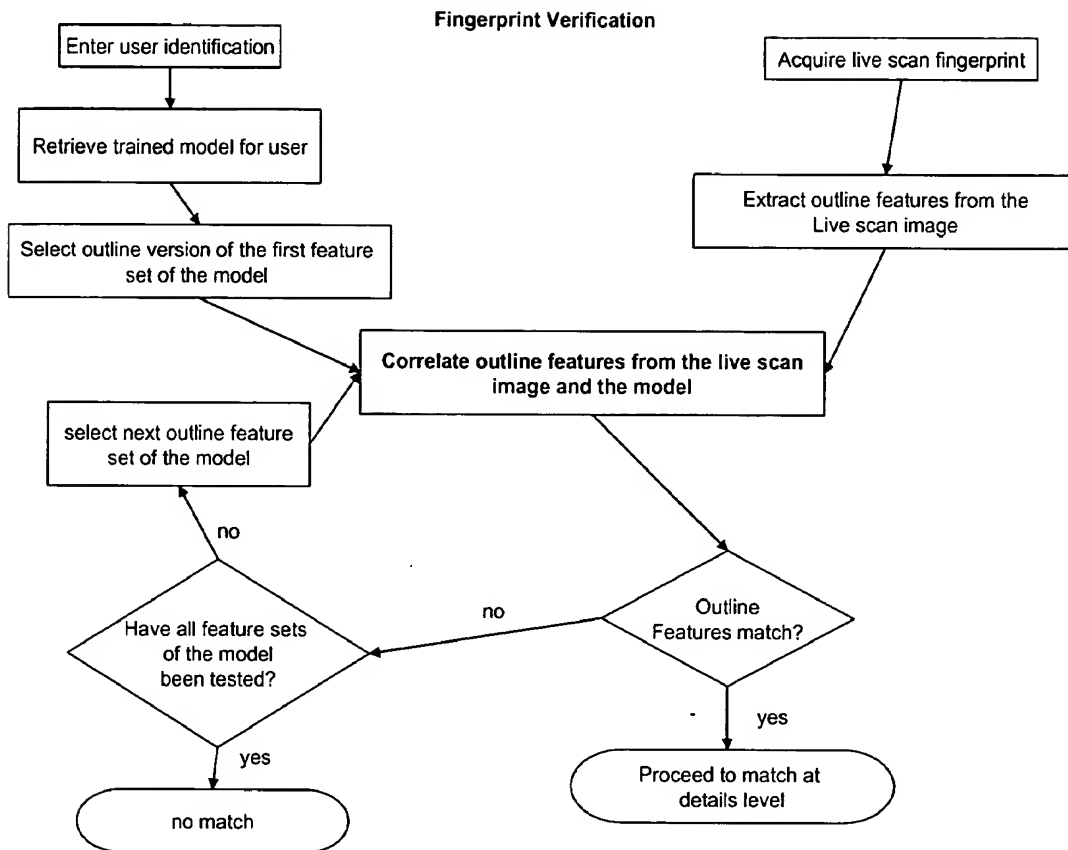 Fingerprint Verification
Enter user identification
Acquire live scan fingerprint
Retrieve trained model for user
Extract outline features from the
Live scan image
Select outline version of the first feature
set of the model
Correlate outline features from the live scan
image and the model
select next outline feature
set of the model
no
no
Outline
Features match?
Have all feature sets
of the model
been tested?
yes
yes
Proceed to match at
details level
no match